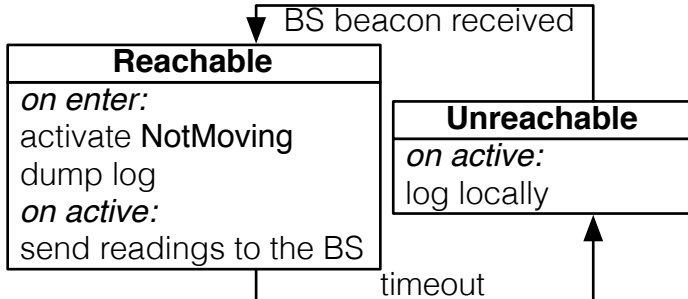 BS beacon received
Reachable
on enter:
activate NotMoving
dump log
on active:
send readings to the BS
Unreachable
on active:
log locally
timeout